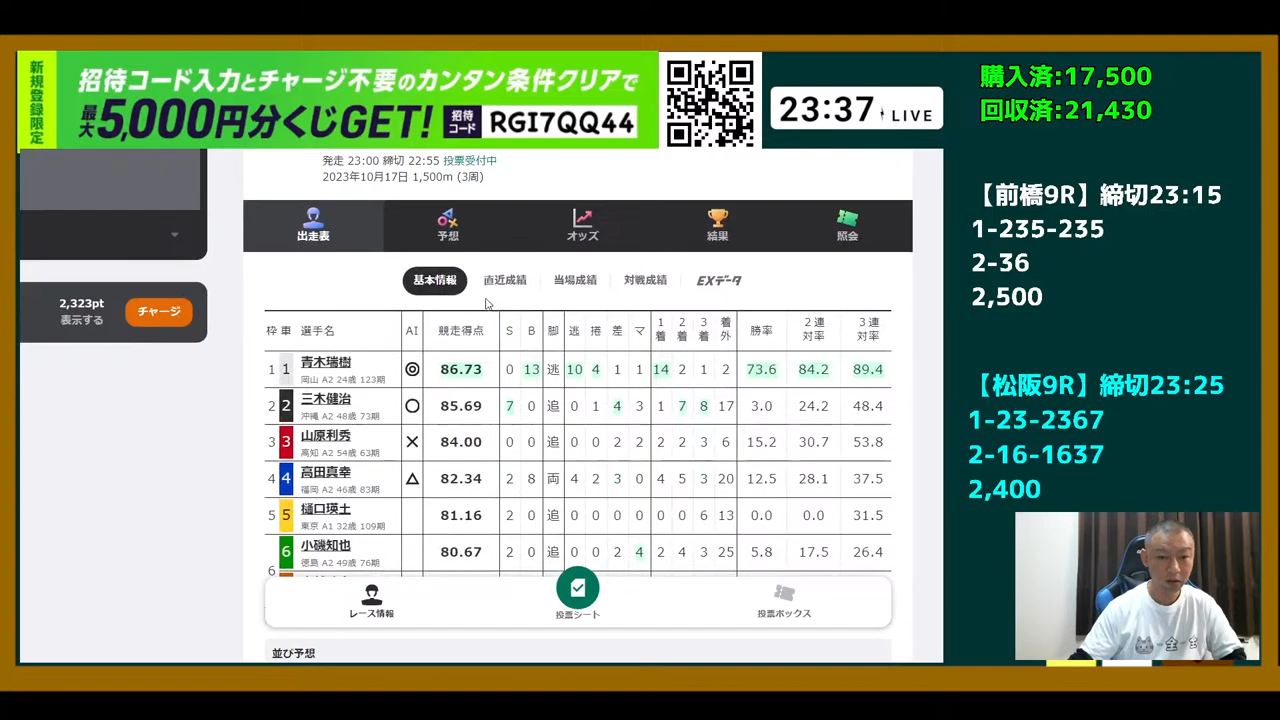 新規登録限定
招待コード入力とチャージ不要のカンタン条件クリアで
最大5,000円分くじGET! 招待コード RGI7QQ44
23:37 LIVE
購入済:17,500
回収済:21,430
発走 23:00 締切 22:55 投票受付中
2023年10月17日 1,500m (3周)
出走表 予想 オッズ 結果 照会
基本情報 直近成績 当場成績 対戦成績 EXデータ
2,323pt
表示する
チャージ
枠 車 選手名 AI 競走得点 S B 脚 逃 捲 差 マ 1着 2着 3着 着外 勝率 2連対率 3連対率
1 1 青木瑞樹 ◎ 86.73 0 13 逃 10 4 1 1 14 2 1 2 73.6 84.2 89.4
岡山 A2 24歳 123期
2 2 三木健治 ○ 85.69 7 0 追 0 1 4 3 1 7 8 17 3.0 24.2 48.4
沖縄 A2 48歳 73期
3 3 山原利秀 × 84.00 0 0 追 0 0 2 2 2 2 3 6 15.2 30.7 53.8
高知 A2 54歳 63期
4 4 高田真幸 △ 82.34 2 8 両 4 2 3 0 4 5 3 20 12.5 28.1 37.5
福岡 A2 46歳 83期
5 5 樋口瑛土 81.16 2 0 追 0 0 0 0 0 0 6 13 0.0 0.0 31.5
東京 A1 32歳 109期
6 6 小磯知也 80.67 2 0 追 0 0 2 4 2 4 3 25 5.8 17.5 26.4
徳島 A2 49歳 76期
レース情報 投票シート 投票ボックス
並び予想
【前橋9R】締切23:15
1-235-235
2-36
2,500
【松阪9R】締切23:25
1-23-2367
2-16-1637
2,400